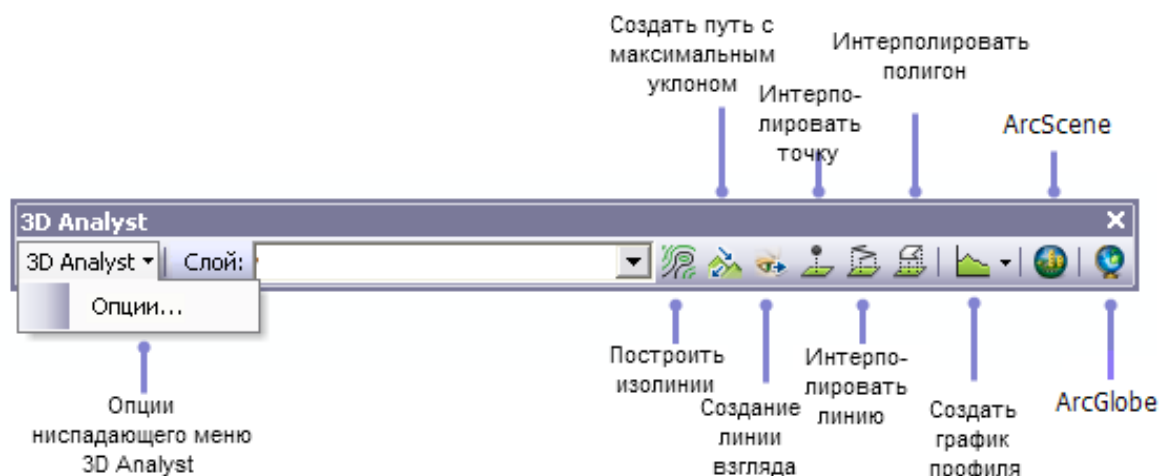 Создать путь с
максимальным
уклоном
Интерпо-
лировать
точку
Интерполировать
полигон
ArcScene
3D Analyst
3D Analyst
Слой:
Опции...
Опции
ниспадающего меню
3D Analyst
Построить
изолинии
Создание
линии
взгляда
Интерпо-
лировать
линию
Создать
график
профиля
ArcGlobe